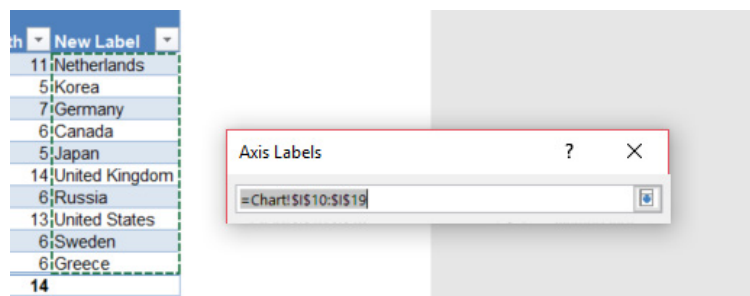 th New Label
11 Netherlands
5 Korea
7 Germany
6 Canada
5 Japan
14 United Kingdom
6 Russia
13 United States
6 Sweden
6 Greece
14
Axis Labels ? ×
=Chart!$I$10:$I$19